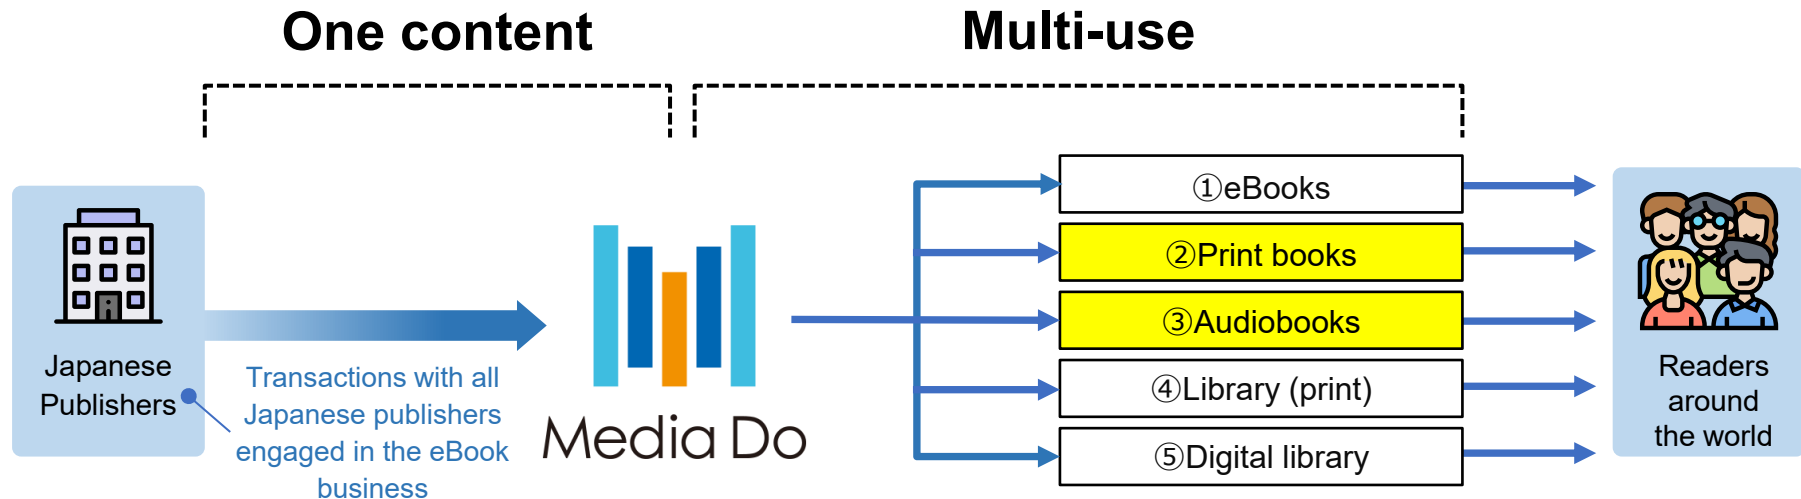 One content
Multi-use
Japanese
Publishers
Transactions with all
Japanese publishers
engaged in the eBook
business
Media Do
①eBooks
②Print books
③Audiobooks
④Library (print)
⑤Digital library
Readers
around
the world